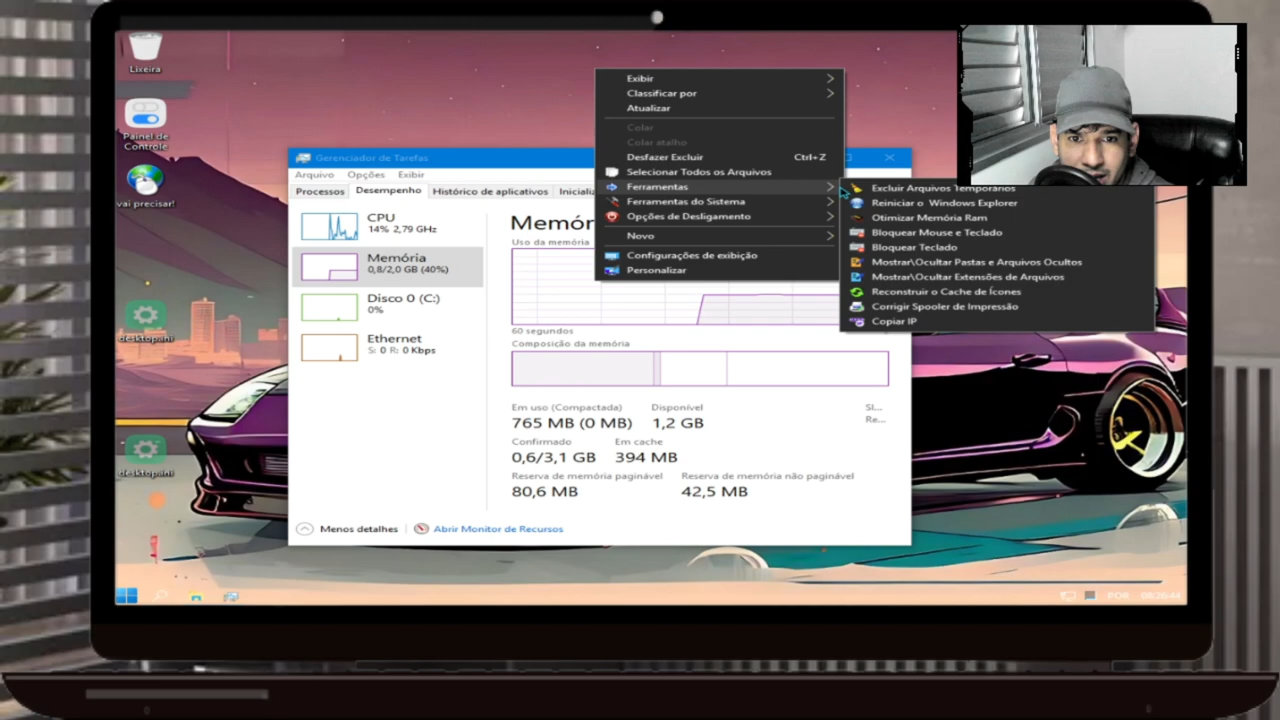 Lixeira
Painel de
Controle
vai precisar!
Gerenciador de Tarefas
Arquivo Opções Exibir
Processos Desempenho Histórico de aplicativos
CPU
14% 2,79 GHz
Memória
0,8/2,0 GB (40%)
Disco 0 (C:)
0%
Ethernet
S: 0 R: 0 Kbps
Uso da memória
60 segundos
Composição da memória
Em uso (Compactada) Disponível
765 MB (0 MB) 1,2 GB
Confirmado Em cache
0,6/3,1 GB 394 MB
Reserva de memória paginável Reserva de memória não paginável
80,6 MB 42,5 MB
Sl...
Re...
Menos detalhes Abrir Monitor de Recursos
Exibir
Classificar por
Atualizar
Colar
Colar atalho
Desfazer Excluir Ctrl+Z
Selecionar Todos os Arquivos
Ferramentas
Ferramentas do Sistema
Opções de Desligamento
Novo
Configurações de exibição
Personalizar
Excluir Arquivos Temporários
Reiniciar o Windows Explorer
Otimizar Memória Ram
Bloquear Mouse e Teclado
Bloquear Teclado
Mostrar\Ocultar Pastas e Arquivos Ocultos
Mostrar\Ocultar Extensões de Arquivos
Reconstruir o Cache de Ícones
Corrigir Spooler de Impressão
Copiar IP
desktop.ini
desktop.ini
POR